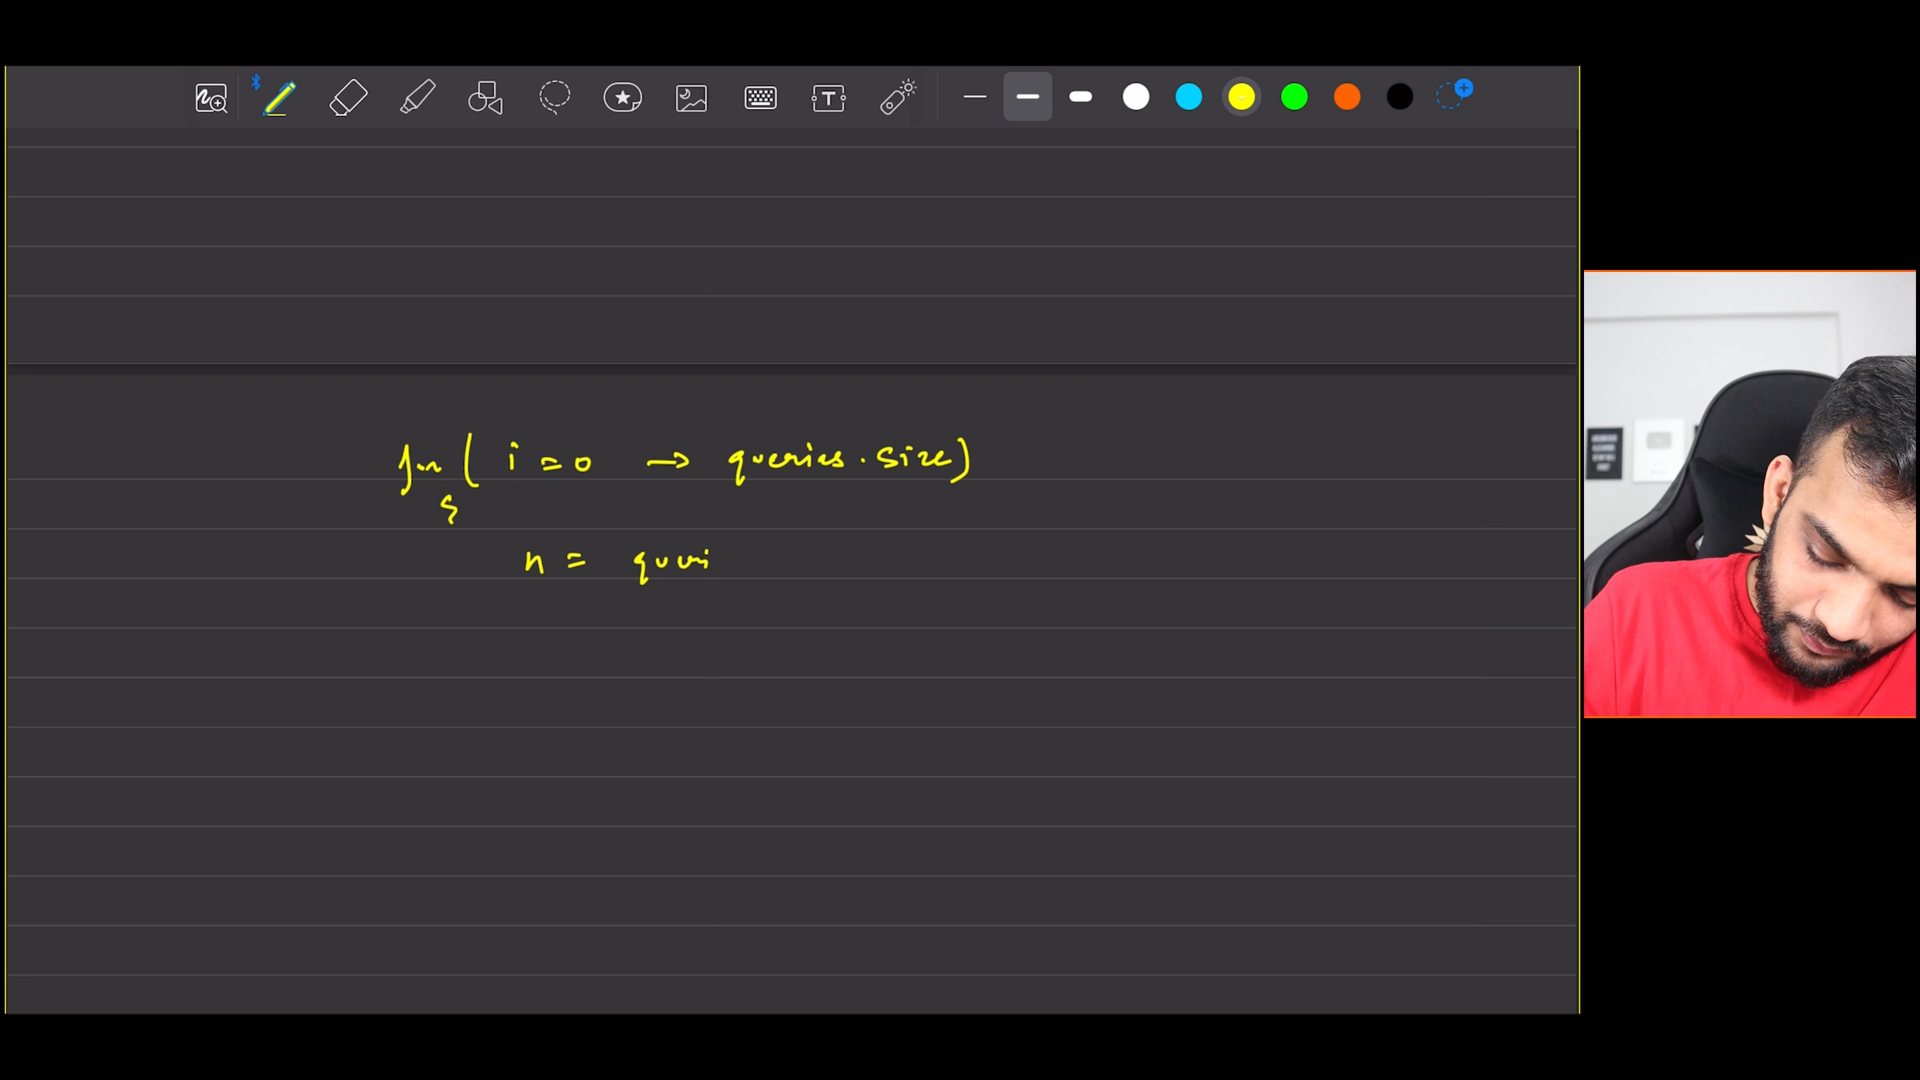 for ( i = 0 → queries . size )
{
n = queri